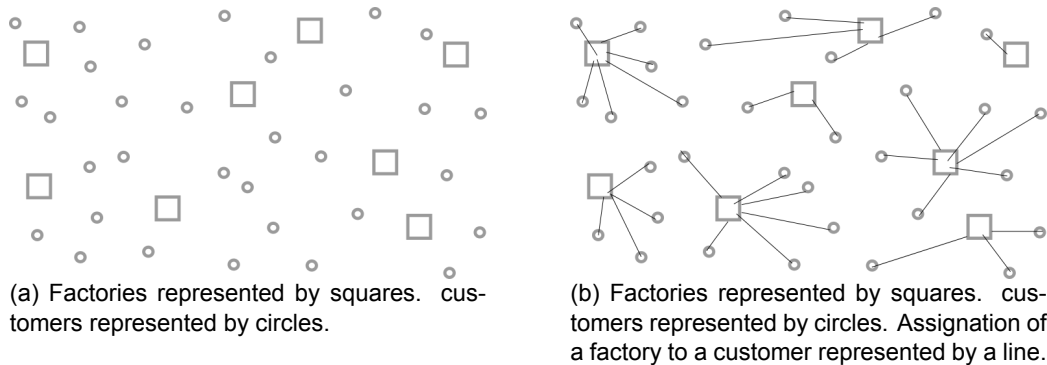 (a) Factories represented by squares. cus-
tomers represented by circles.
(b) Factories represented by squares. cus-
tomers represented by circles. Assignation of
a factory to a customer represented by a line.